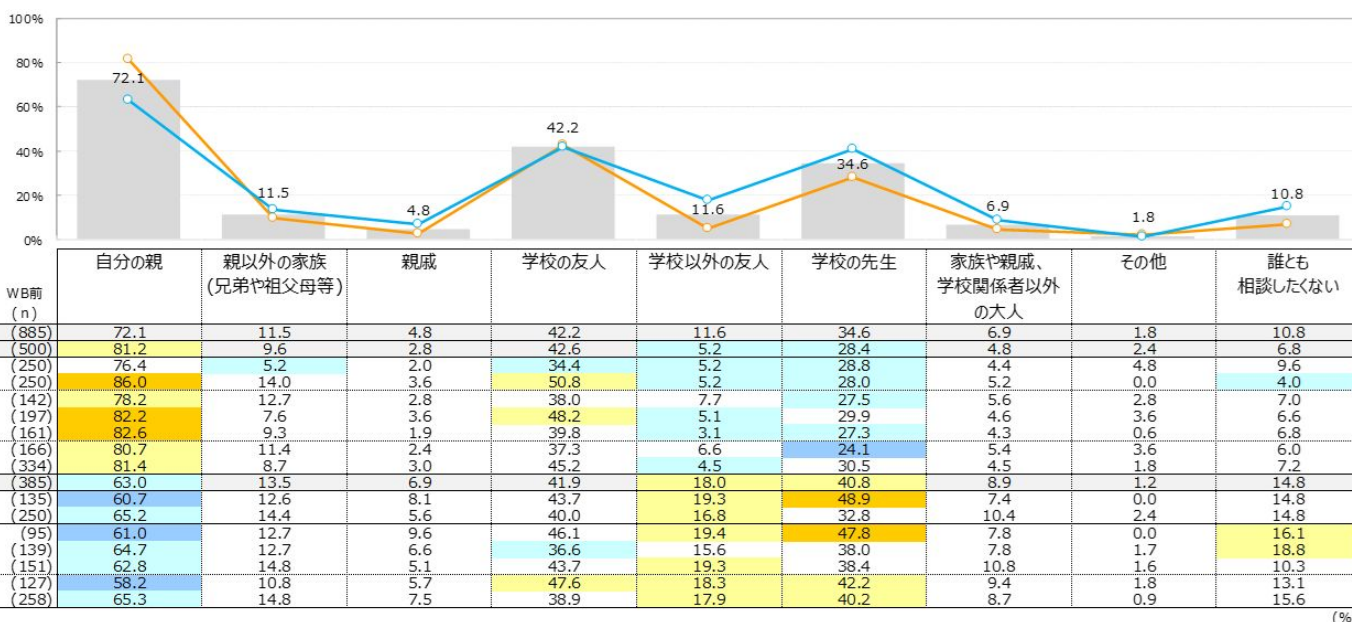 100%
80%
60%
40%
20%
0%
72.1
11.5
4.8
42.2
11.6
34.6
6.9
1.8
10.8
WB前
(n)
自分の親
親以外の家族
(兄弟や祖父母等)
親戚
学校の友人
学校以外の友人
学校の先生
家族や親戚、
学校関係者以外
の大人
その他
誰とも
相談したくない
(885) 72.1 11.5 4.8 42.2 11.6 34.6 6.9 1.8 10.8
(500) 81.2 9.6 2.8 42.6 5.2 28.4 4.8 2.4 6.8
(250) 76.4 5.2 2.0 34.4 5.2 28.8 4.4 4.8 9.6
(250) 86.0 14.0 3.6 50.8 5.2 28.0 5.2 0.0 4.0
(142) 78.2 12.7 2.8 38.0 7.7 27.5 5.6 2.8 7.0
(197) 82.2 7.6 3.6 48.2 5.1 29.9 4.6 3.6 6.6
(161) 82.6 9.3 1.9 39.8 3.1 27.3 4.3 0.6 6.8
(166) 80.7 11.4 2.4 37.3 6.6 24.1 5.4 3.6 6.0
(334) 81.4 8.7 3.0 45.2 4.5 30.5 4.5 1.8 7.2
(385) 63.0 13.5 6.9 41.9 18.0 40.8 8.9 1.2 14.8
(135) 60.7 12.6 8.1 43.7 19.3 48.9 7.4 0.0 14.8
(250) 65.2 14.4 5.6 40.0 16.8 32.8 10.4 2.4 14.8
(95) 61.0 12.7 9.6 46.1 19.4 47.8 7.8 0.0 16.1
(139) 64.7 12.7 6.6 36.6 15.6 38.0 7.8 1.7 18.8
(151) 62.8 14.8 5.1 43.7 19.3 38.4 10.8 1.6 10.3
(127) 58.2 10.8 5.7 47.6 18.3 42.2 9.4 1.8 13.1
(258) 65.3 14.8 7.5 38.9 17.9 40.2 8.7 0.9 15.6
(%